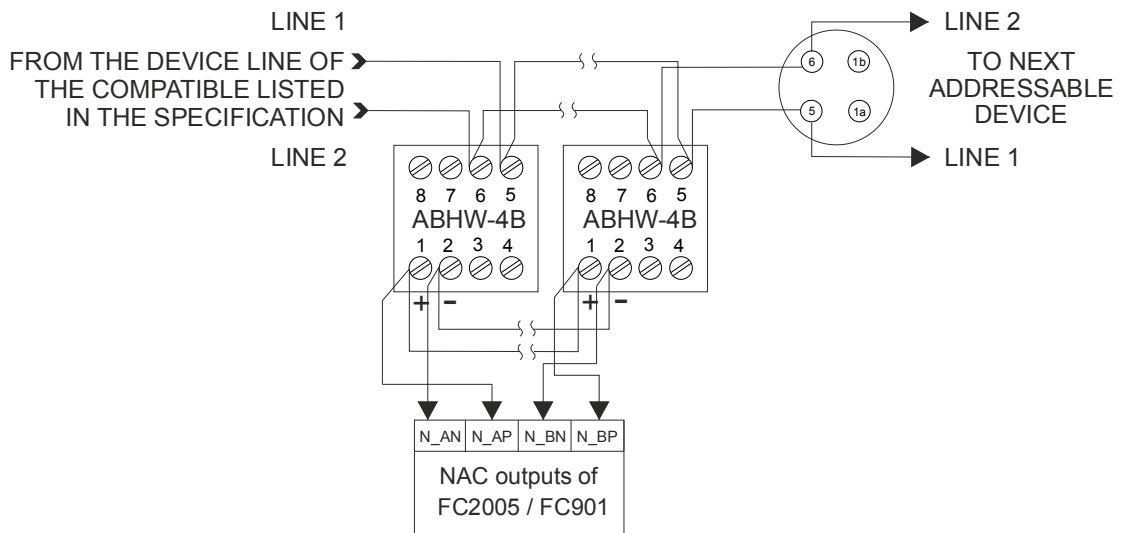 LINE 1
FROM THE DEVICE LINE OF
THE COMPATIBLE LISTED
IN THE SPECIFICATION
LINE 2
LINE 2
TO NEXT
ADDRESSABLE
DEVICE
LINE 1
6 1b
5 1a
8 7 6 5
ABHW-4B
1 2 3 4
+ -
8 7 6 5
ABHW-4B
1 2 3 4
+ -
N_AN N_AP N_BN N_BP
NAC outputs of
FC2005 / FC901